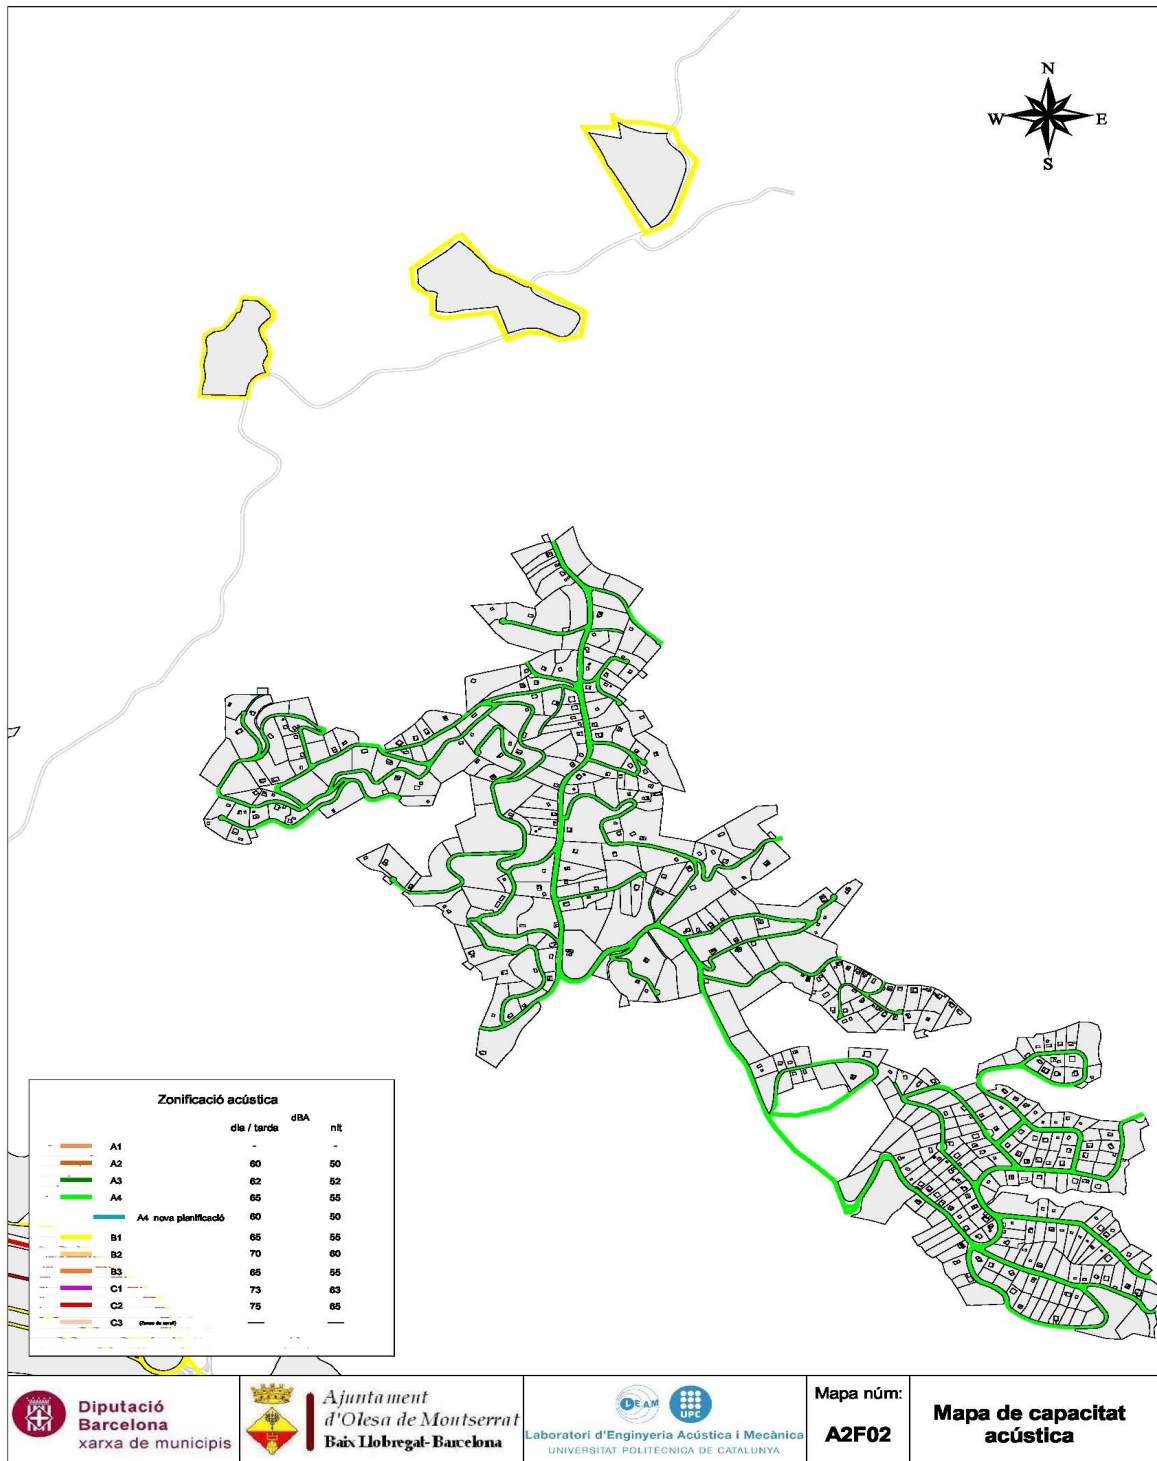 N
W E
S
Zonificació acústica
dBA
dia / tarda nit
A1 - -
A2 60 50
A3 62 52
A4 65 55
A4 nova planificació 60 50
B1 65 55
B2 70 60
B3 65 55
C1 73 63
C2 75 65
C3 — —
Diputació
Barcelona
xarxa de municipis
Ajuntament
d'Olesa de Montserrat
Baix Llobregat-Barcelona
LEAM
UPC
Laboratori d'Enginyeria Acústica i Mecànica
UNIVERSITAT POLITÈCNICA DE CATALUNYA
Mapa núm:
A2F02
Mapa de capacitat
acústica